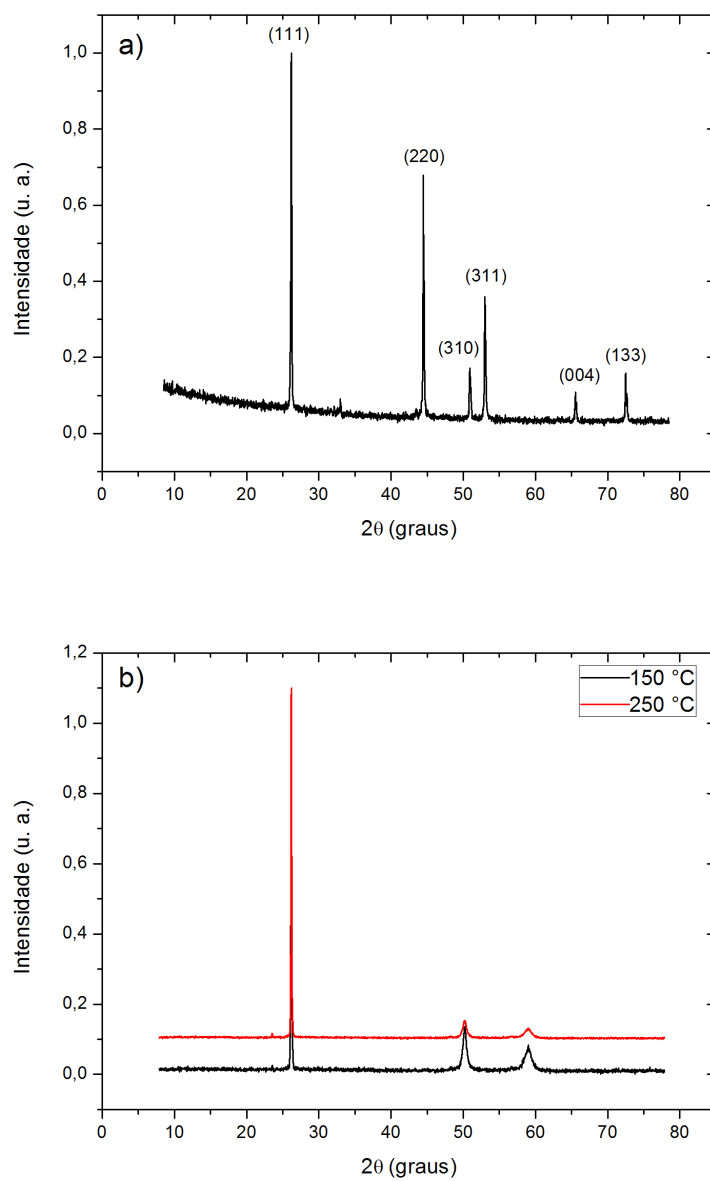 a)
(111)
(220)
(311)
(310)
(004)
(133)
Intensidade (u. a.)
1,0
0,8
0,6
0,4
0,2
0,0
0 10 20 30 40 50 60 70 80
2θ (graus)
b)
150 °C
250 °C
Intensidade (u. a.)
1,2
1,0
0,8
0,6
0,4
0,2
0,0
0 10 20 30 40 50 60 70 80
2θ (graus)